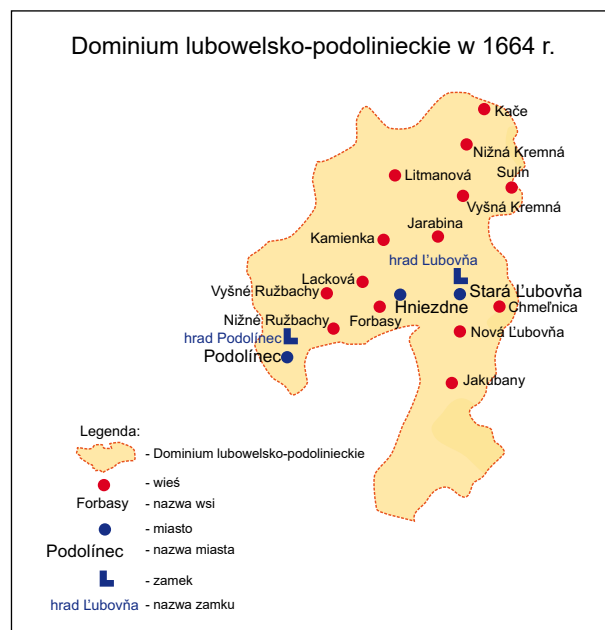 Dominium lubowelsko-podolinieckie w 1664 r.
Kače
Nižná Kremná
Sulín
Litmanová
Vyšná Kremná
Jarabina
Kamienka
hrad Ľubovňa
Lacková
Vyšné Ružbachy
Stará Ľubovňa
Hniezdne
Chmeľnica
Forbasy
Nižné Ružbachy
hrad Podolínec
Nová Ľubovňa
Podolínec
Jakubany
Legenda:
- Dominium lubowelsko-podolinieckie
- wieś
Forbasy - nazwa wsi
- miasto
Podolínec - nazwa miasta
- zamek
hrad Ľubovňa - nazwa zamku